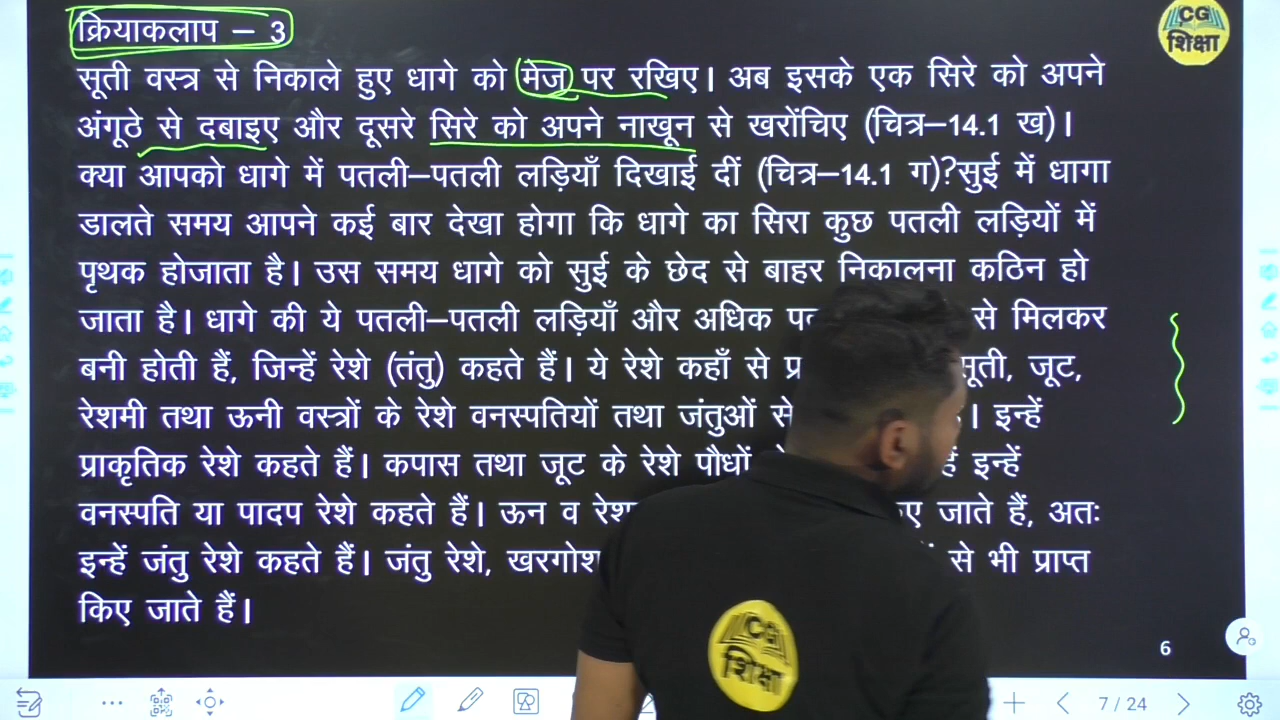 क्रियाकलाप – 3
CG
शिक्षा
सूती वस्त्र से निकाले हुए धागे को मेज पर रखिए। अब इसके एक सिरे को अपने
अंगूठे से दबाइए और दूसरे सिरे को अपने नाखून से खरोंचिए (चित्र–14.1 ख)।
क्या आपको धागे में पतली–पतली लड़ियाँ दिखाई दीं (चित्र–14.1 ग)?सुई में धागा
डालते समय आपने कई बार देखा होगा कि धागे का सिरा कुछ पतली लड़ियों में
पृथक होजाता है। उस समय धागे को सुई के छेद से बाहर निकालना कठिन हो
जाता है। धागे की ये पतली–पतली लड़ियाँ और अधिक से मिलकर
बनी होती हैं, जिन्हें रेशे (तंतु) कहते हैं। ये रेशे कहाँ से सूती, जूट,
रेशमी तथा ऊनी वस्त्रों के रेशे वनस्पतियों तथा जंतुओं से । इन्हें
प्राकृतिक रेशे कहते हैं। कपास तथा जूट के रेशे पौधों हैं इन्हें
वनस्पति या पादप रेशे कहते हैं। ऊन व जाते हैं, अतः
इन्हें जंतु रेशे कहते हैं। जंतु रेशे, से भी प्राप्त
किए जाते हैं।
CG
शिक्षा
6
7 / 24